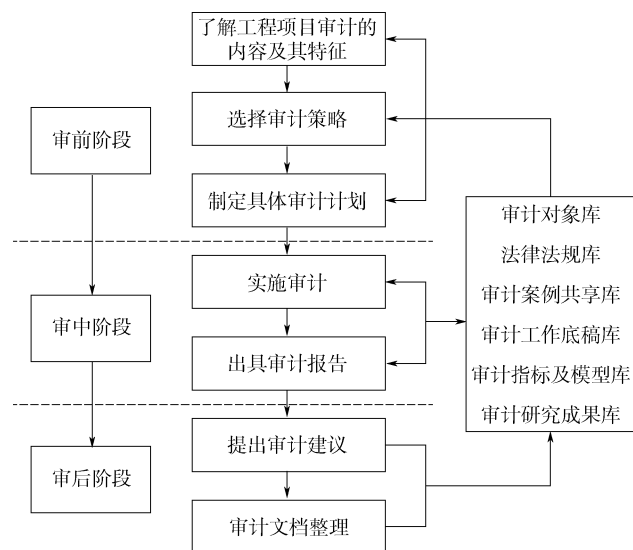 了解工程项目审计的
内容及其特征
选择审计策略
审前阶段
制定具体审计计划
实施审计
审中阶段
出具审计报告
提出审计建议
审后阶段
审计文档整理
审计对象库
法律法规库
审计案例共享库
审计工作底稿库
审计指标及模型库
审计研究成果库